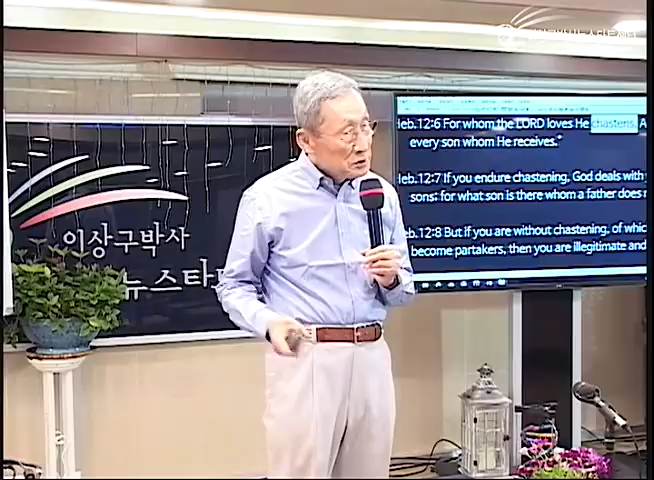 Heb.12:6 For whom the LORD loves He chastens, A
every son whom He receives."
Heb.12:7 If you endure chastening, God deals with
sons; for what son is there whom a father does
Heb.12:8 But if you are without chastening, of whic
become partakers, then you are illegitimate and
이상구박사
뉴스타